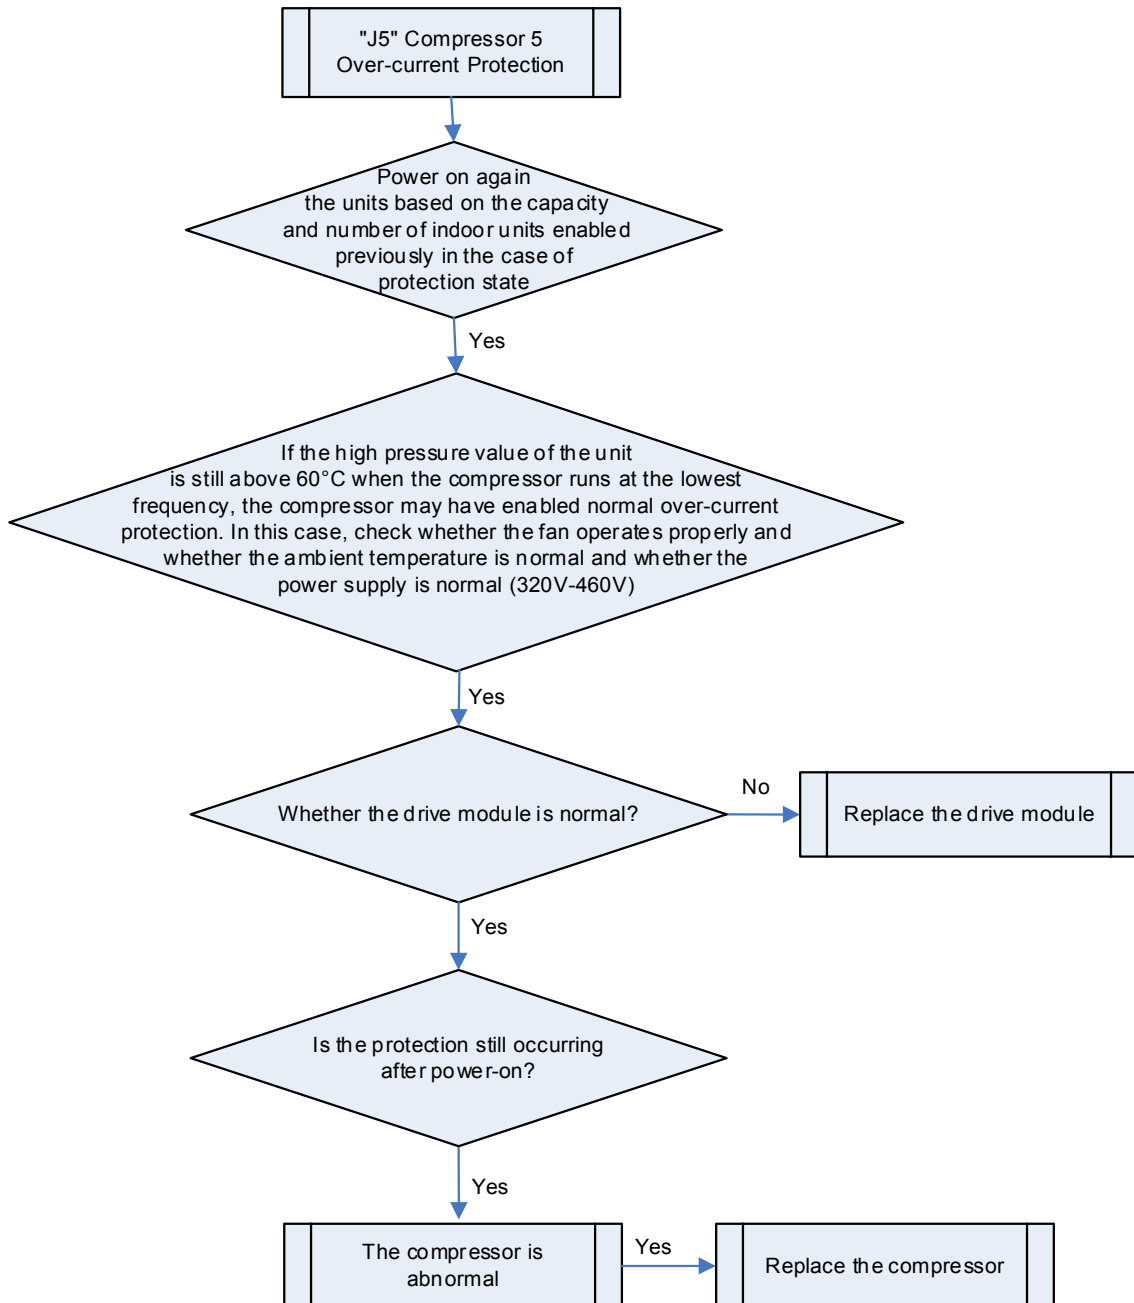 "J5" Compressor 5
Over-current Protection
Power on again
the units based on the capacity
and number of indoor units enabled
previously in the case of
protection state
Yes
If the high pressure value of the unit
is still above 60°C when the compressor runs at the lowest
frequency, the compressor may have enabled normal over-current
protection. In this case, check whether the fan operates properly and
whether the ambient temperature is normal and whether the
power supply is normal (320V-460V)
Yes
Whether the drive module is normal?
No
Replace the drive module
Yes
Is the protection still occurring
after power-on?
Yes
The compressor is
abnormal
Yes
Replace the compressor